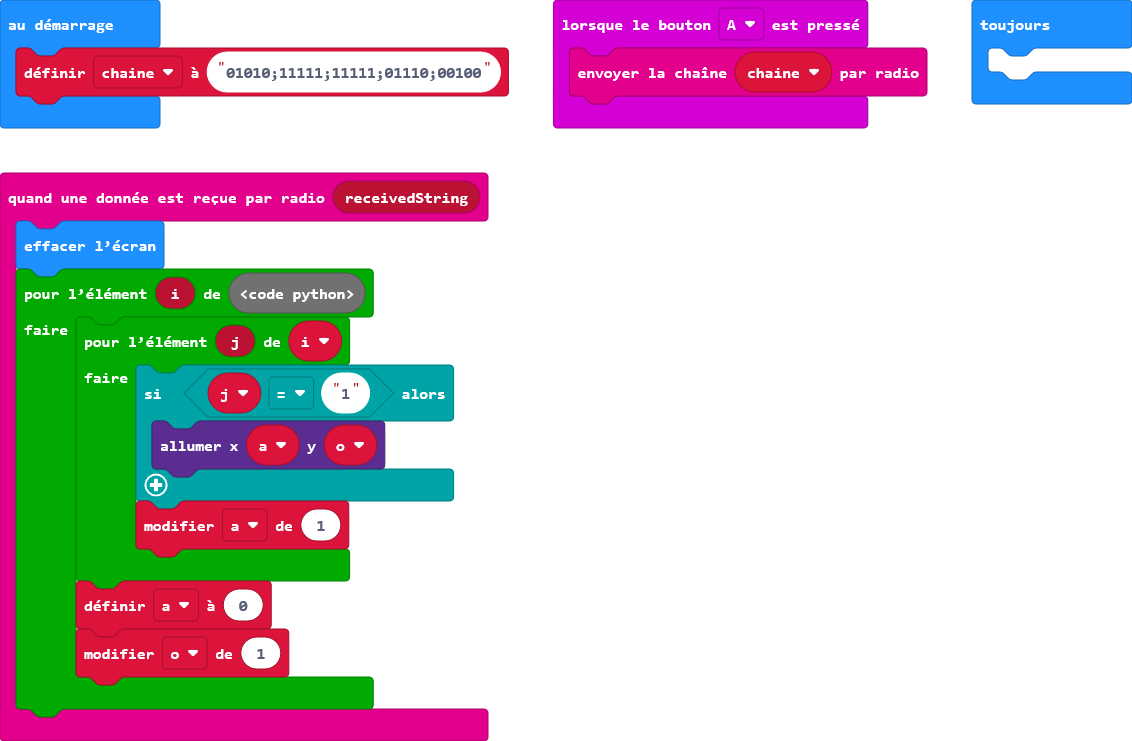 au démarrage
définir chaine à "01010;11111;11111;01110;00100"
lorsque le bouton A est pressé
envoyer la chaîne chaine par radio
toujours
quand une donnée est reçue par radio receivedString
effacer l'écran
pour l'élément i de <code python>
faire
pour l'élément j de i
faire
si j = "1" alors
allumer x a y o
modifier a de 1
définir a à 0
modifier o de 1